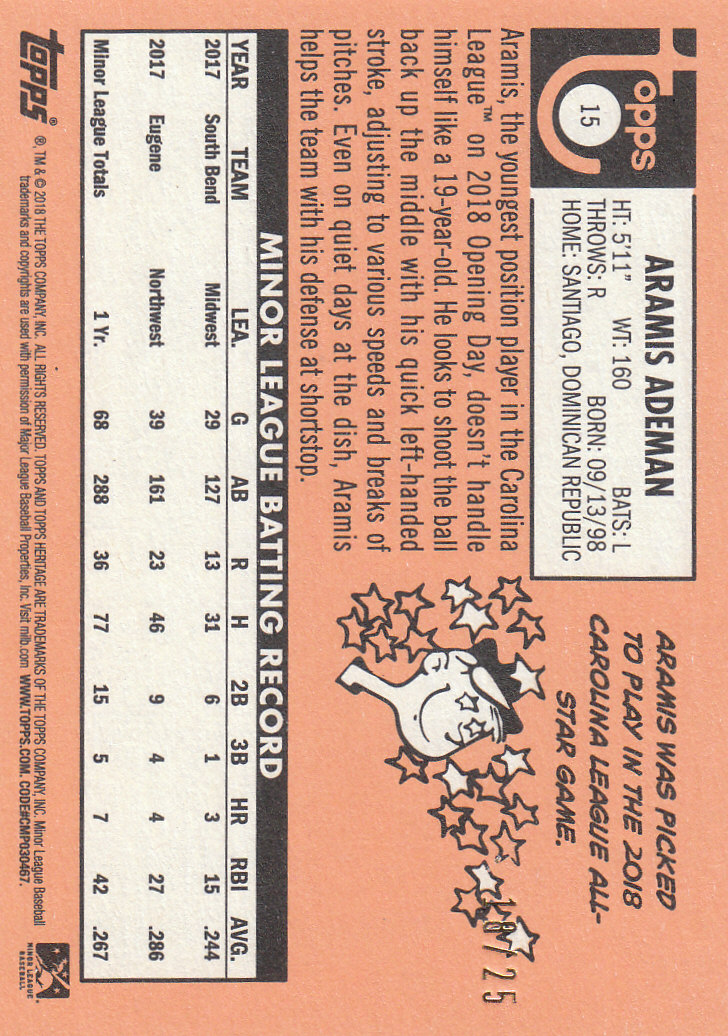 Topps
15
ARAMIS ADEMAN
HT: 5'11" WT: 160 BATS: L
THROWS: R BORN: 09/13/98
HOME: SANTIAGO, DOMINICAN REPUBLIC
ARAMIS WAS PICKED
TO PLAY IN THE 2018
CAROLINA LEAGUE ALL-
STAR GAME.
Aramis, the youngest position player in the Carolina
League™ on 2018 Opening Day, doesn't handle
himself like a 19-year-old. He looks to shoot the ball
back up the middle with his quick left-handed
stroke, adjusting to various speeds and breaks of
pitches. Even on quiet days at the dish, Aramis
helps the team with his defense at shortstop.
/25
MINOR LEAGUE BATTING RECORD
YEAR TEAM LEA. G AB R H 2B 3B HR RBI AVG.
2017 South Bend Midwest 29 127 13 31 6 1 3 15 .244
2017 Eugene Northwest 39 161 23 46 9 4 4 27 .286
Minor League Totals 1 Yr. 68 288 36 77 15 5 7 42 .267
Topps® ®, TM & © 2018 THE TOPPS COMPANY, INC. ALL RIGHTS RESERVED. TOPPS AND TOPPS HERITAGE ARE TRADEMARKS OF THE TOPPS COMPANY, INC. Minor League Baseball
trademarks and copyrights are used with permission of Major League Baseball Properties, Inc. Visit milb.com WWW.TOPPS.COM. CODE#CMP030467.
MINOR LEAGUE
BASEBALL